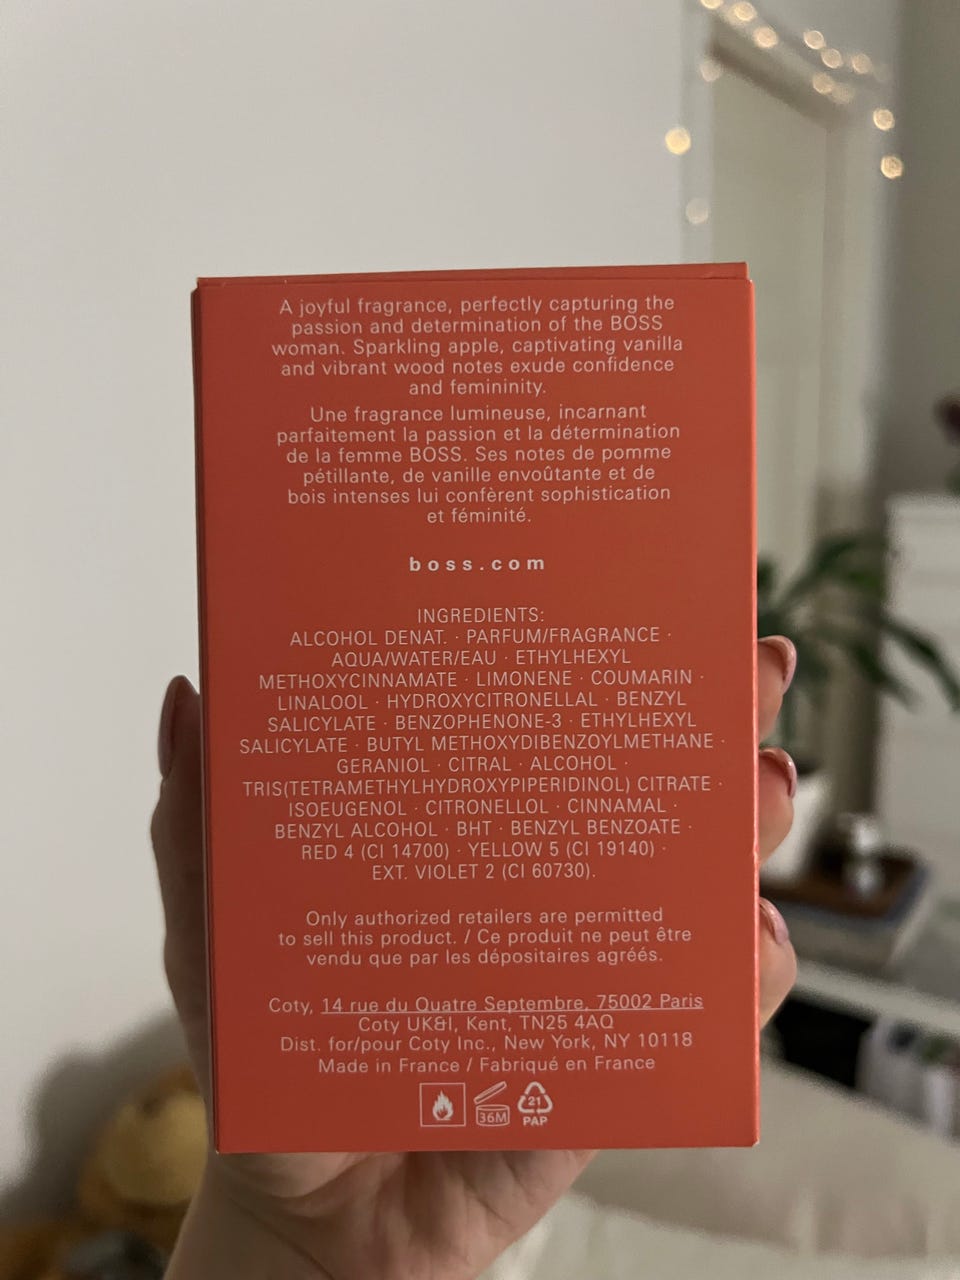 A joyful fragrance, perfectly capturing the
passion and determination of the BOSS
woman. Sparkling apple, captivating vanilla
and vibrant wood notes exude confidence
and femininity.
Une fragrance lumineuse, incarnant
parfaitement la passion et la détermination
de la femme BOSS. Ses notes de pomme
pétillante, de vanille envoûtante et de
bois intenses lui confèrent sophistication
et féminité.
boss.com
INGREDIENTS:
ALCOHOL DENAT. · PARFUM/FRAGRANCE ·
AQUA/WATER/EAU · ETHYLHEXYL
METHOXYCINNAMATE · LIMONENE · COUMARIN ·
LINALOOL · HYDROXYCITRONELLAL · BENZYL
SALICYLATE · BENZOPHENONE-3 · ETHYLHEXYL
SALICYLATE · BUTYL METHOXYDIBENZOYLMETHANE ·
GERANIOL · CITRAL · ALCOHOL ·
TRIS(TETRAMETHYLHYDROXYPIPERIDINOL) CITRATE ·
ISOEUGENOL · CITRONELLOL · CINNAMAL ·
BENZYL ALCOHOL · BHT · BENZYL BENZOATE ·
RED 4 (CI 14700) · YELLOW 5 (CI 19140) ·
EXT. VIOLET 2 (CI 60730).
Only authorized retailers are permitted
to sell this product. / Ce produit ne peut être
vendu que par les dépositaires agréés.
Coty, 14 rue du Quatre Septembre, 75002 Paris
Coty UK&I, Kent, TN25 4AQ
Dist. for/pour Coty Inc., New York, NY 10118
Made in France / Fabriqué en France
36M
21
PAP